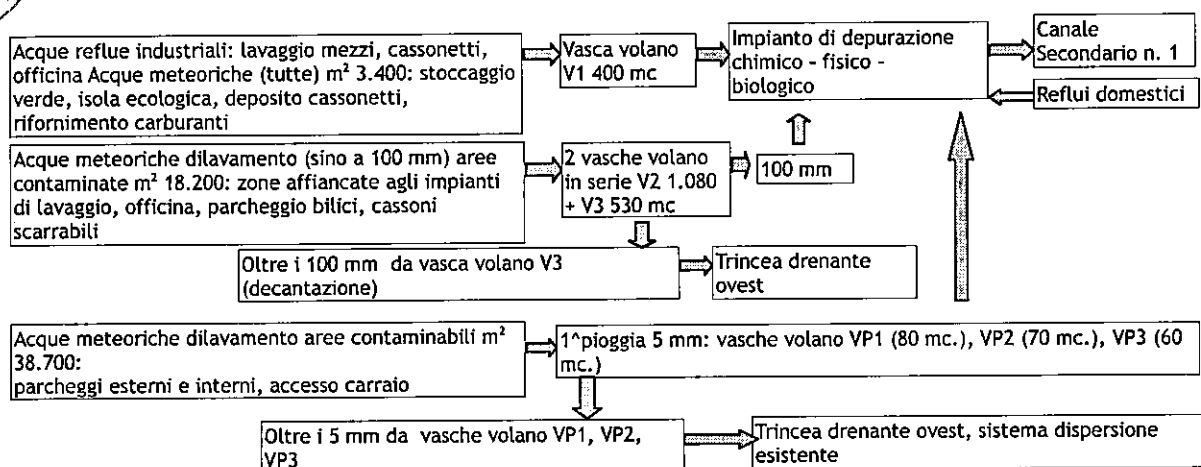 Acque reflue industriali: lavaggio mezzi, cassonetti,
officina Acque meteoriche (tutte) m² 3.400: stoccaggio
verde, isola ecologica, deposito cassonetti,
rifornimento carburanti
Vasca volano
V1 400 mc
Impianto di depurazione
chimico - fisico -
biologico
Canale
Secondario n. 1
Reflui domestici
Acque meteoriche dilavamento (sino a 100 mm) aree
contaminate m² 18.200: zone affiancate agli impianti
di lavaggio, officina, parcheggio bilici, cassoni
scarrabili
2 vasche volano
in serie V2 1.080
+ V3 530 mc
100 mm
Oltre i 100 mm da vasca volano V3
(decantazione)
Trincea drenante
ovest
Acque meteoriche dilavamento aree contaminabili m²
38.700:
parcheggi esterni e interni, accesso carraio
1^pioggia 5 mm: vasche volano VP1 (80 mc.), VP2 (70 mc.), VP3 (60
mc.)
Oltre i 5 mm da vasche volano VP1, VP2,
VP3
Trincea drenante ovest, sistema dispersione
esistente